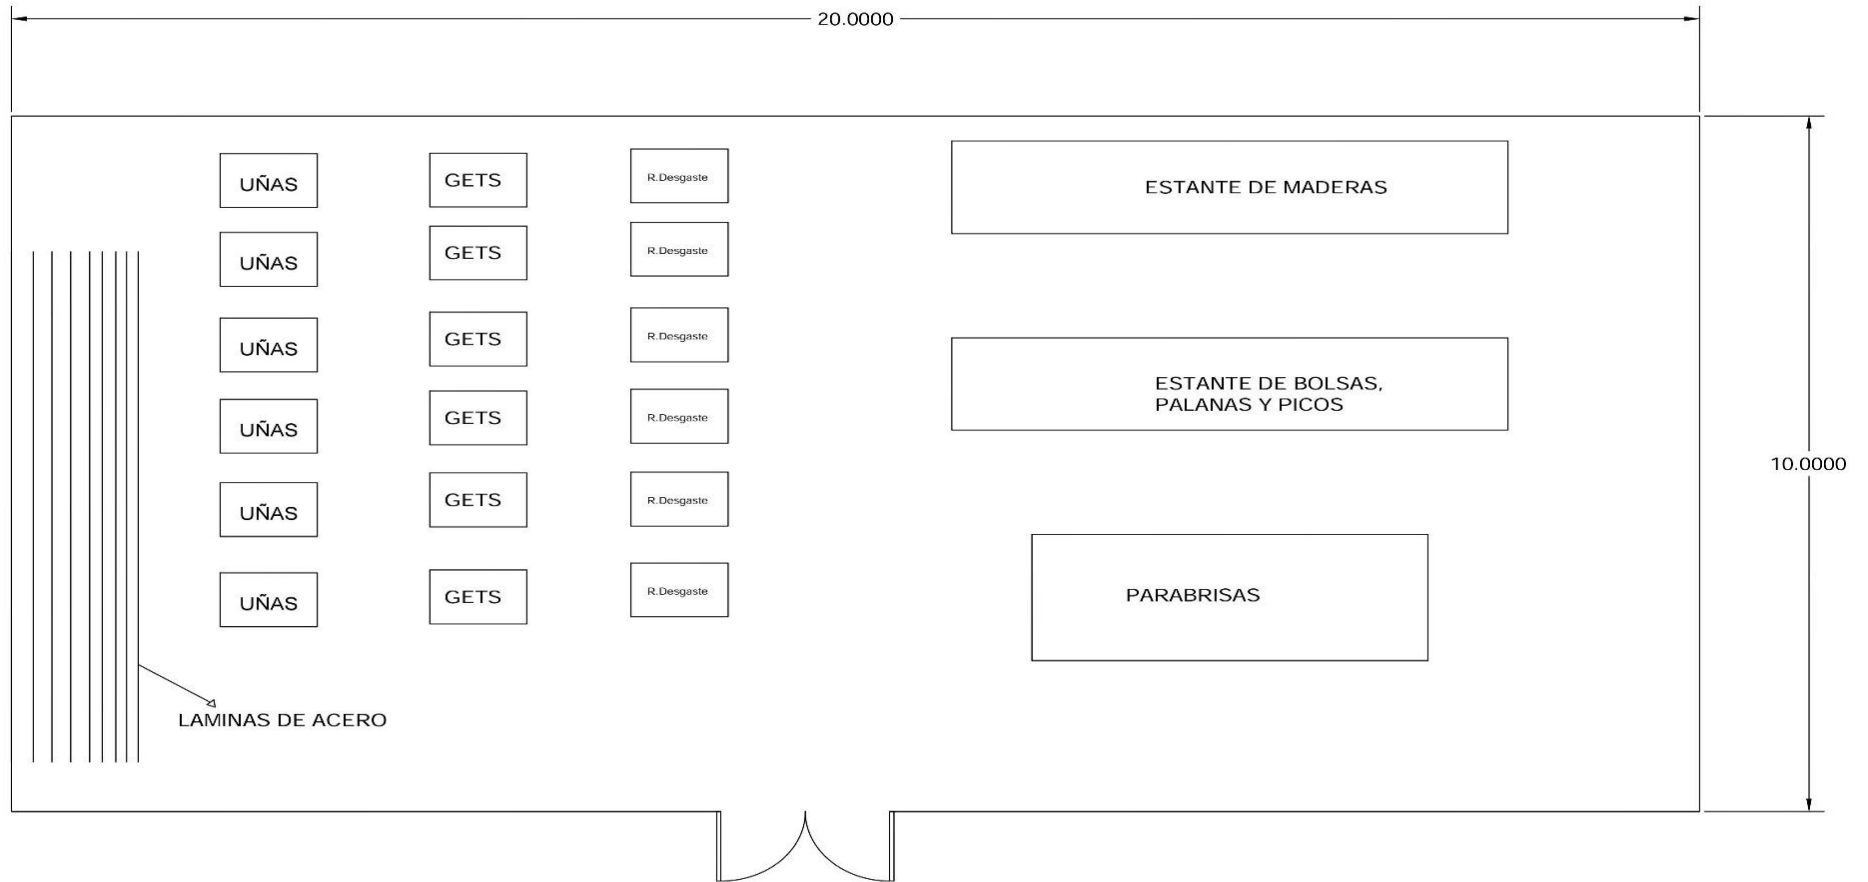 20.0000
UÑAS
GETS
R.Desgaste
ESTANTE DE MADERAS
UÑAS
GETS
R.Desgaste
UÑAS
GETS
R.Desgaste
ESTANTE DE BOLSAS,
PALANAS Y PICOS
UÑAS
GETS
R.Desgaste
10.0000
UÑAS
GETS
R.Desgaste
UÑAS
GETS
R.Desgaste
PARABRISAS
LAMINAS DE ACERO